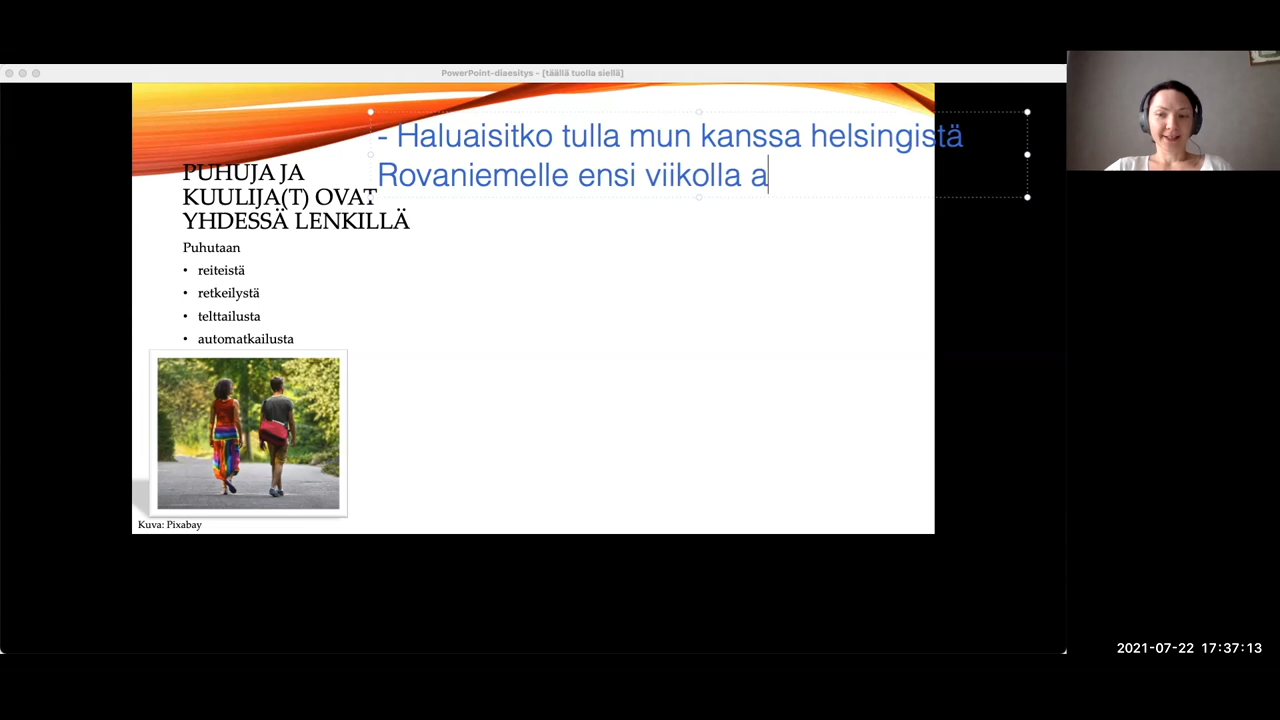 PowerPoint-diaesitys - [täällä tuolla siellä]
- Haluaisitko tulla mun kanssa helsingistä
Rovaniemelle ensi viikolla a
PUHUJA JA
KUULIJA(T) OVAT
YHDESSÄ LENKILLÄ
Puhutaan
• reiteistä
• retkeilystä
• telttailusta
• automatkailusta
Kuva: Pixabay
2021-07-22 17:37:13